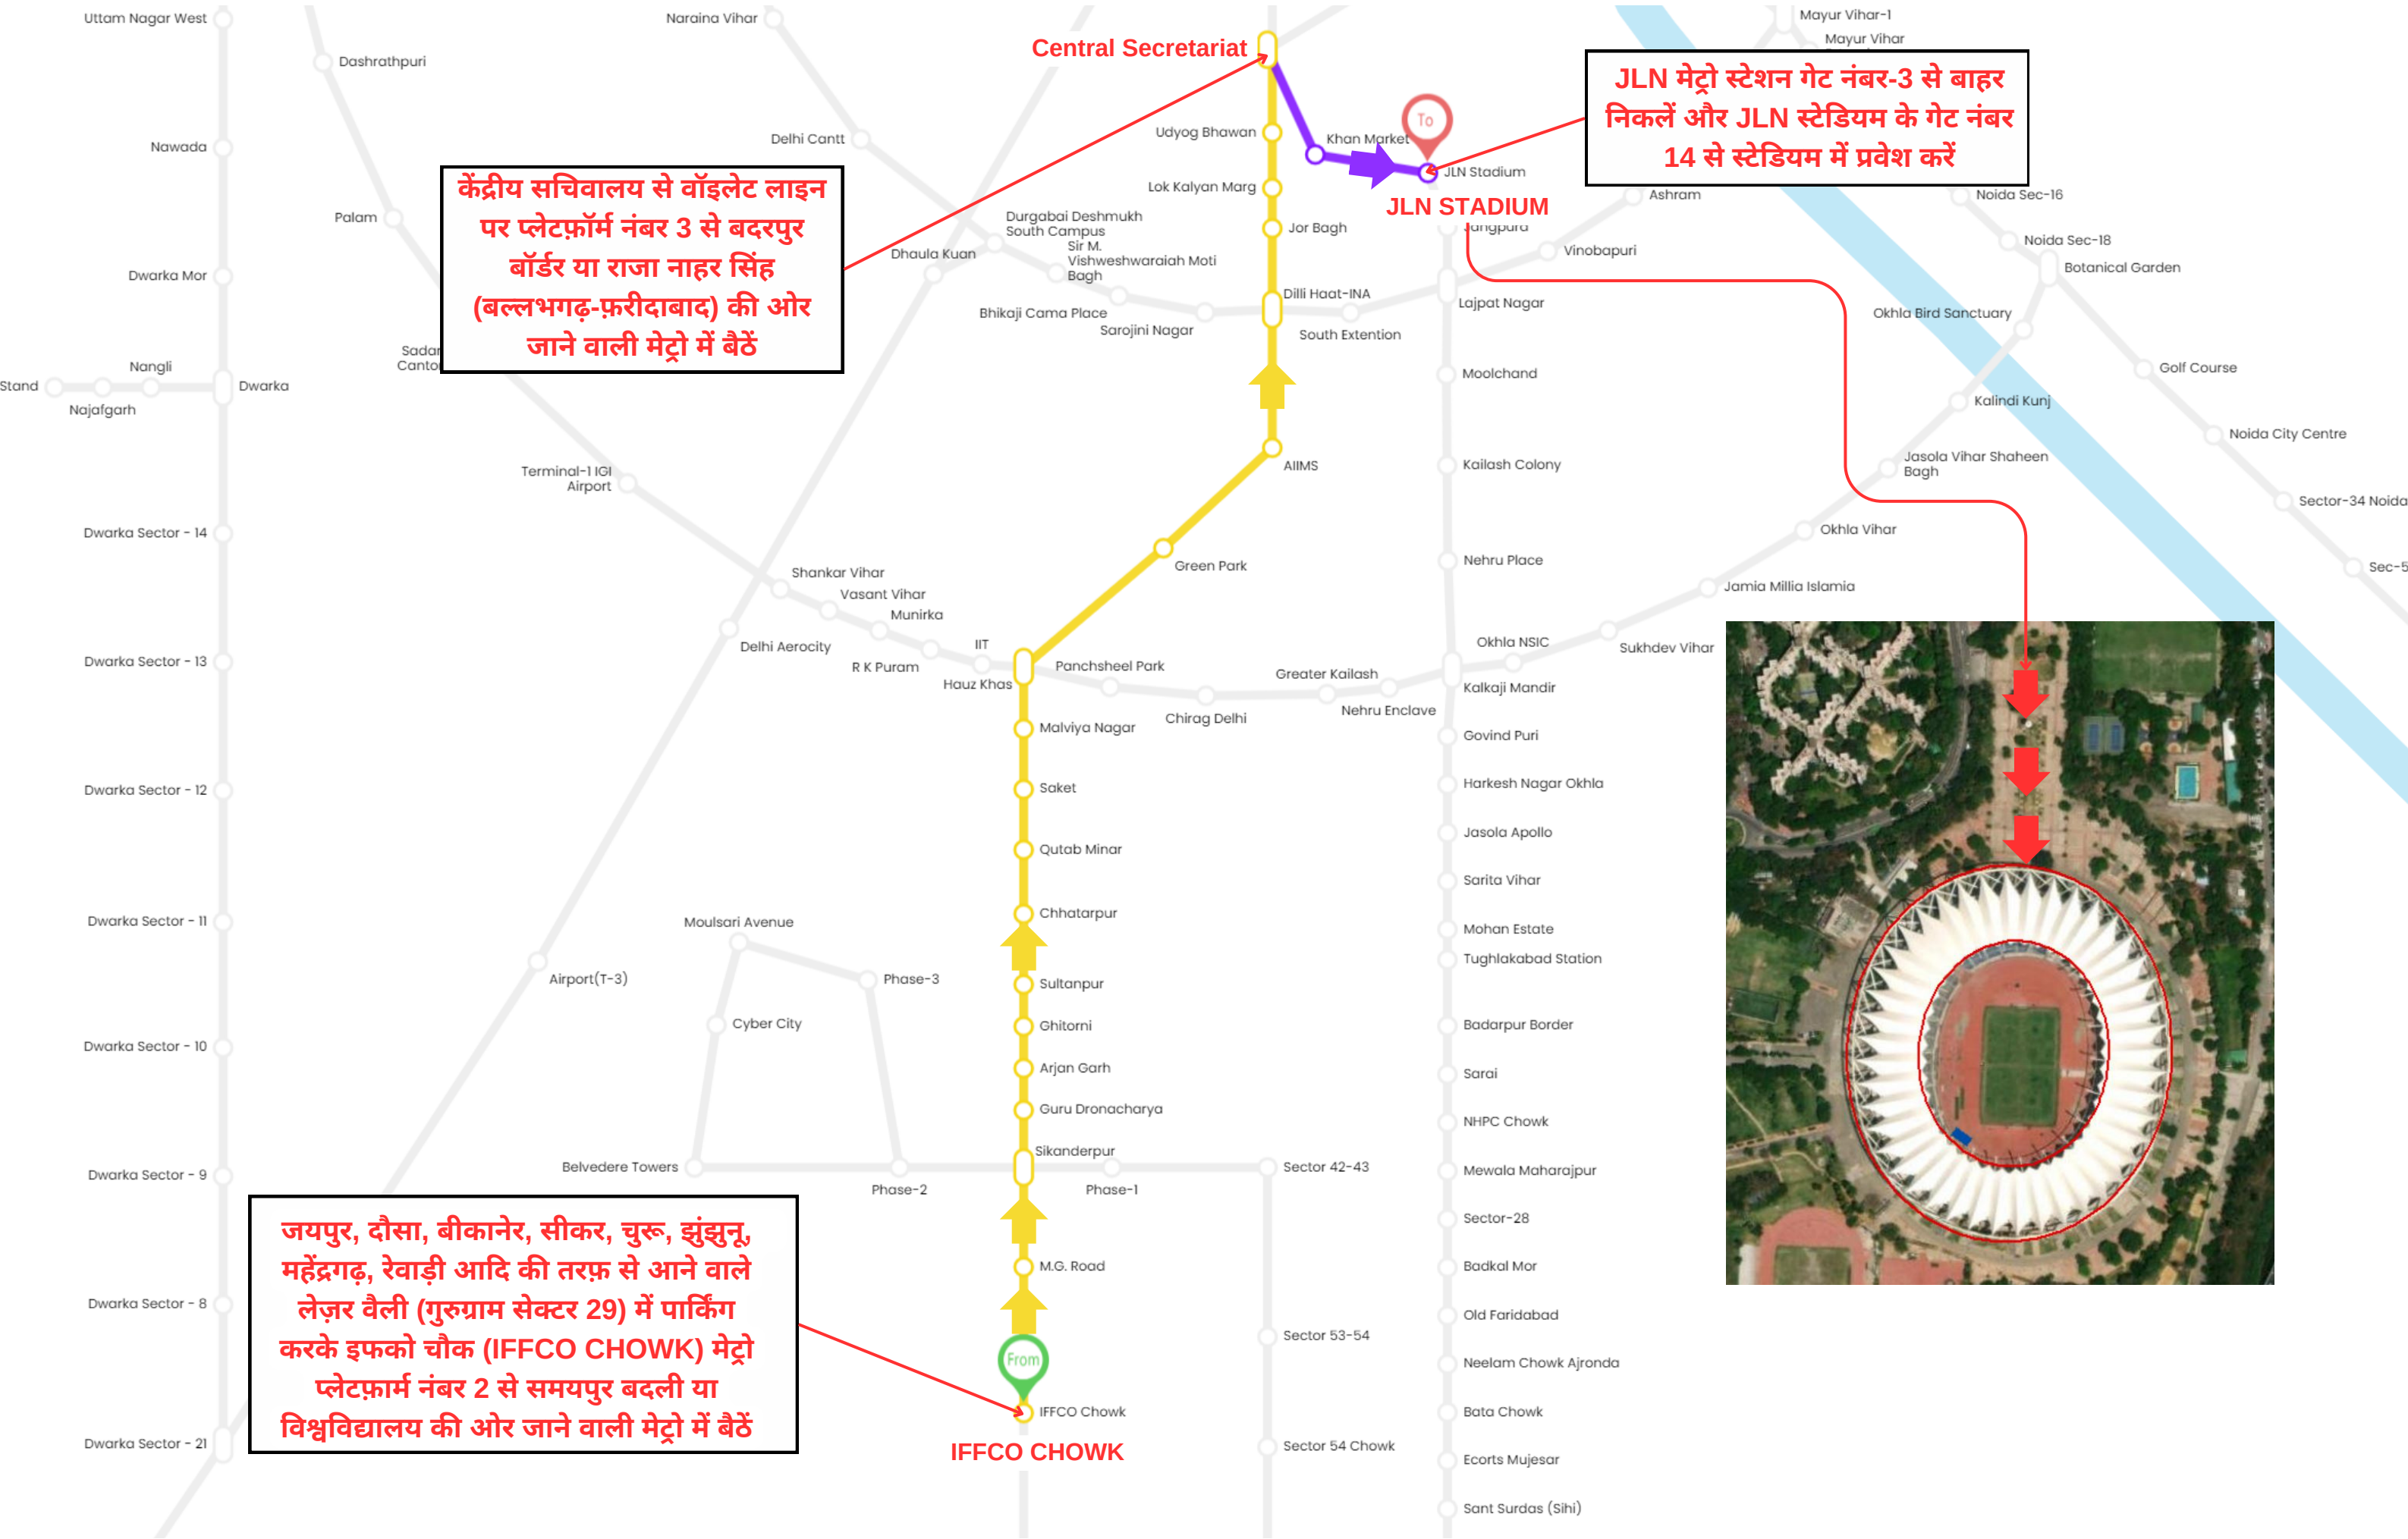 Uttam Nagar West
Nawada
Dwarka Mor
Stand
Nangli
Najafgarh
Dwarka
Dwarka Sector - 14
Dwarka Sector - 13
Dwarka Sector - 12
Dwarka Sector - 11
Dwarka Sector - 10
Dwarka Sector - 9
Dwarka Sector - 8
Dwarka Sector - 21
Dashrathpuri
Palam
Terminal-1 IGI
Airport
Shankar Vihar
Vasant Vihar
Munirka
R K Puram
IIT
Hauz Khas
Panchsheel Park
Chirag Delhi
Greater Kailash
Nehru Enclave
Kalkaji Mandir
Okhla NSIC
Sukhdev Vihar
Jamia Millia Islamia
Okhla Vihar
Jasola Vihar Shaheen
Bagh
Kalindi Kunj
Okhla Bird Sanctuary
Botanical Garden
Naraina Vihar
Delhi Cantt
Durgabai Deshmukh
South Campus
Sir M.
Vishweshwaraiah Moti
Bagh
Bhikaji Cama Place
Sarojini Nagar
Dilli Haat-INA
South Extention
Lajpat Nagar
Vinobapuri
Ashram
Mayur Vihar-1
Mayur Vihar
Dhaula Kuan
Delhi Aerocity
Airport(T-3)
केंद्रीय सचिवालय से वॉइलेट लाइन
पर प्लेटफ़ॉर्म नंबर 3 से बदरपुर
बॉर्डर या राजा नाहर सिंह
(बल्लभगढ़-फ़रीदाबाद) की ओर
जाने वाली मेट्रो में बैठें
Central Secretariat
Udyog Bhawan
Lok Kalyan Marg
Jor Bagh
AIIMS
Green Park
Malviya Nagar
Saket
Qutab Minar
Chhatarpur
Sultanpur
Ghitorni
Arjan Garh
Guru Dronacharya
Sikanderpur
M.G. Road
From
IFFCO Chowk
IFFCO CHOWK
Khan Market
To
JLN Stadium
JLN STADIUM
JLN मेट्रो स्टेशन गेट नंबर-3 से बाहर
निकलें और JLN स्टेडियम के गेट नंबर
14 से स्टेडियम में प्रवेश करें
Noida Sec-16
Noida Sec-18
Golf Course
Noida City Centre
Sector-34 Noida
Sec-5
Jangpura
Moolchand
Kailash Colony
Nehru Place
Govind Puri
Harkesh Nagar Okhla
Jasola Apollo
Sarita Vihar
Mohan Estate
Tughlakabad Station
Badarpur Border
Sarai
NHPC Chowk
Mewala Maharajpur
Sector-28
Badkal Mor
Old Faridabad
Neelam Chowk Ajronda
Bata Chowk
Ecorts Mujesar
Sant Surdas (Sihi)
Moulsari Avenue
Phase-3
Cyber City
Belvedere Towers
Phase-2
Phase-1
Sector 42-43
Sector 53-54
Sector 54 Chowk
जयपुर, दौसा, बीकानेर, सीकर, चुरू, झुंझुनू,
महेंद्रगढ़, रेवाड़ी आदि की तरफ़ से आने वाले
लेज़र वैली (गुरुग्राम सेक्टर 29) में पार्किंग
करके इफको चौक (IFFCO CHOWK) मेट्रो
प्लेटफ़ार्म नंबर 2 से समयपुर बदली या
विश्वविद्यालय की ओर जाने वाली मेट्रो में बैठें